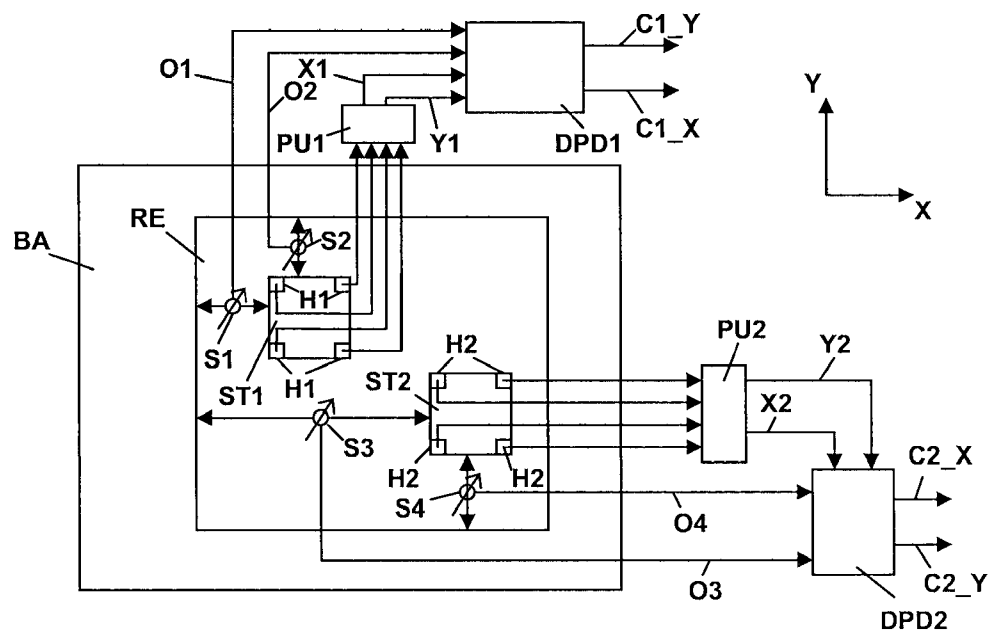 C1_Y
O1
X1
O2
PU1
Y1
DPD1
C1_X
Y
X
BA
RE
S2
H1
S1
ST1
H1
H2
ST2
S3
H2
H2
S4
PU2
Y2
X2
C2_X
O4
O3
C2_Y
DPD2